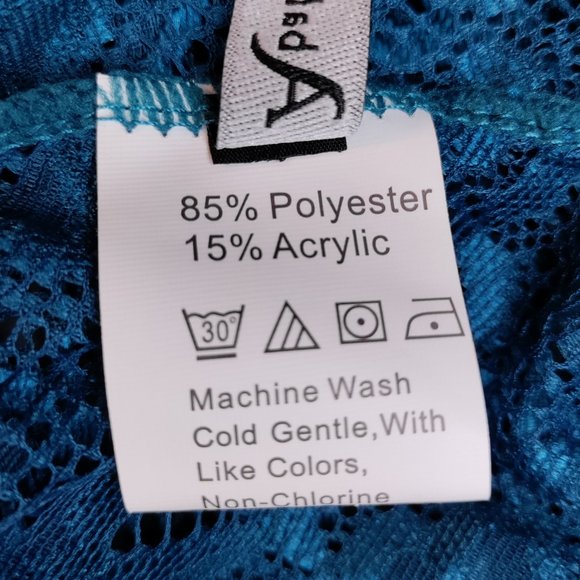 85% Polyester
15% Acrylic
30°
Machine Wash
Cold Gentle,With
Like Colors,
Non-Chlorine